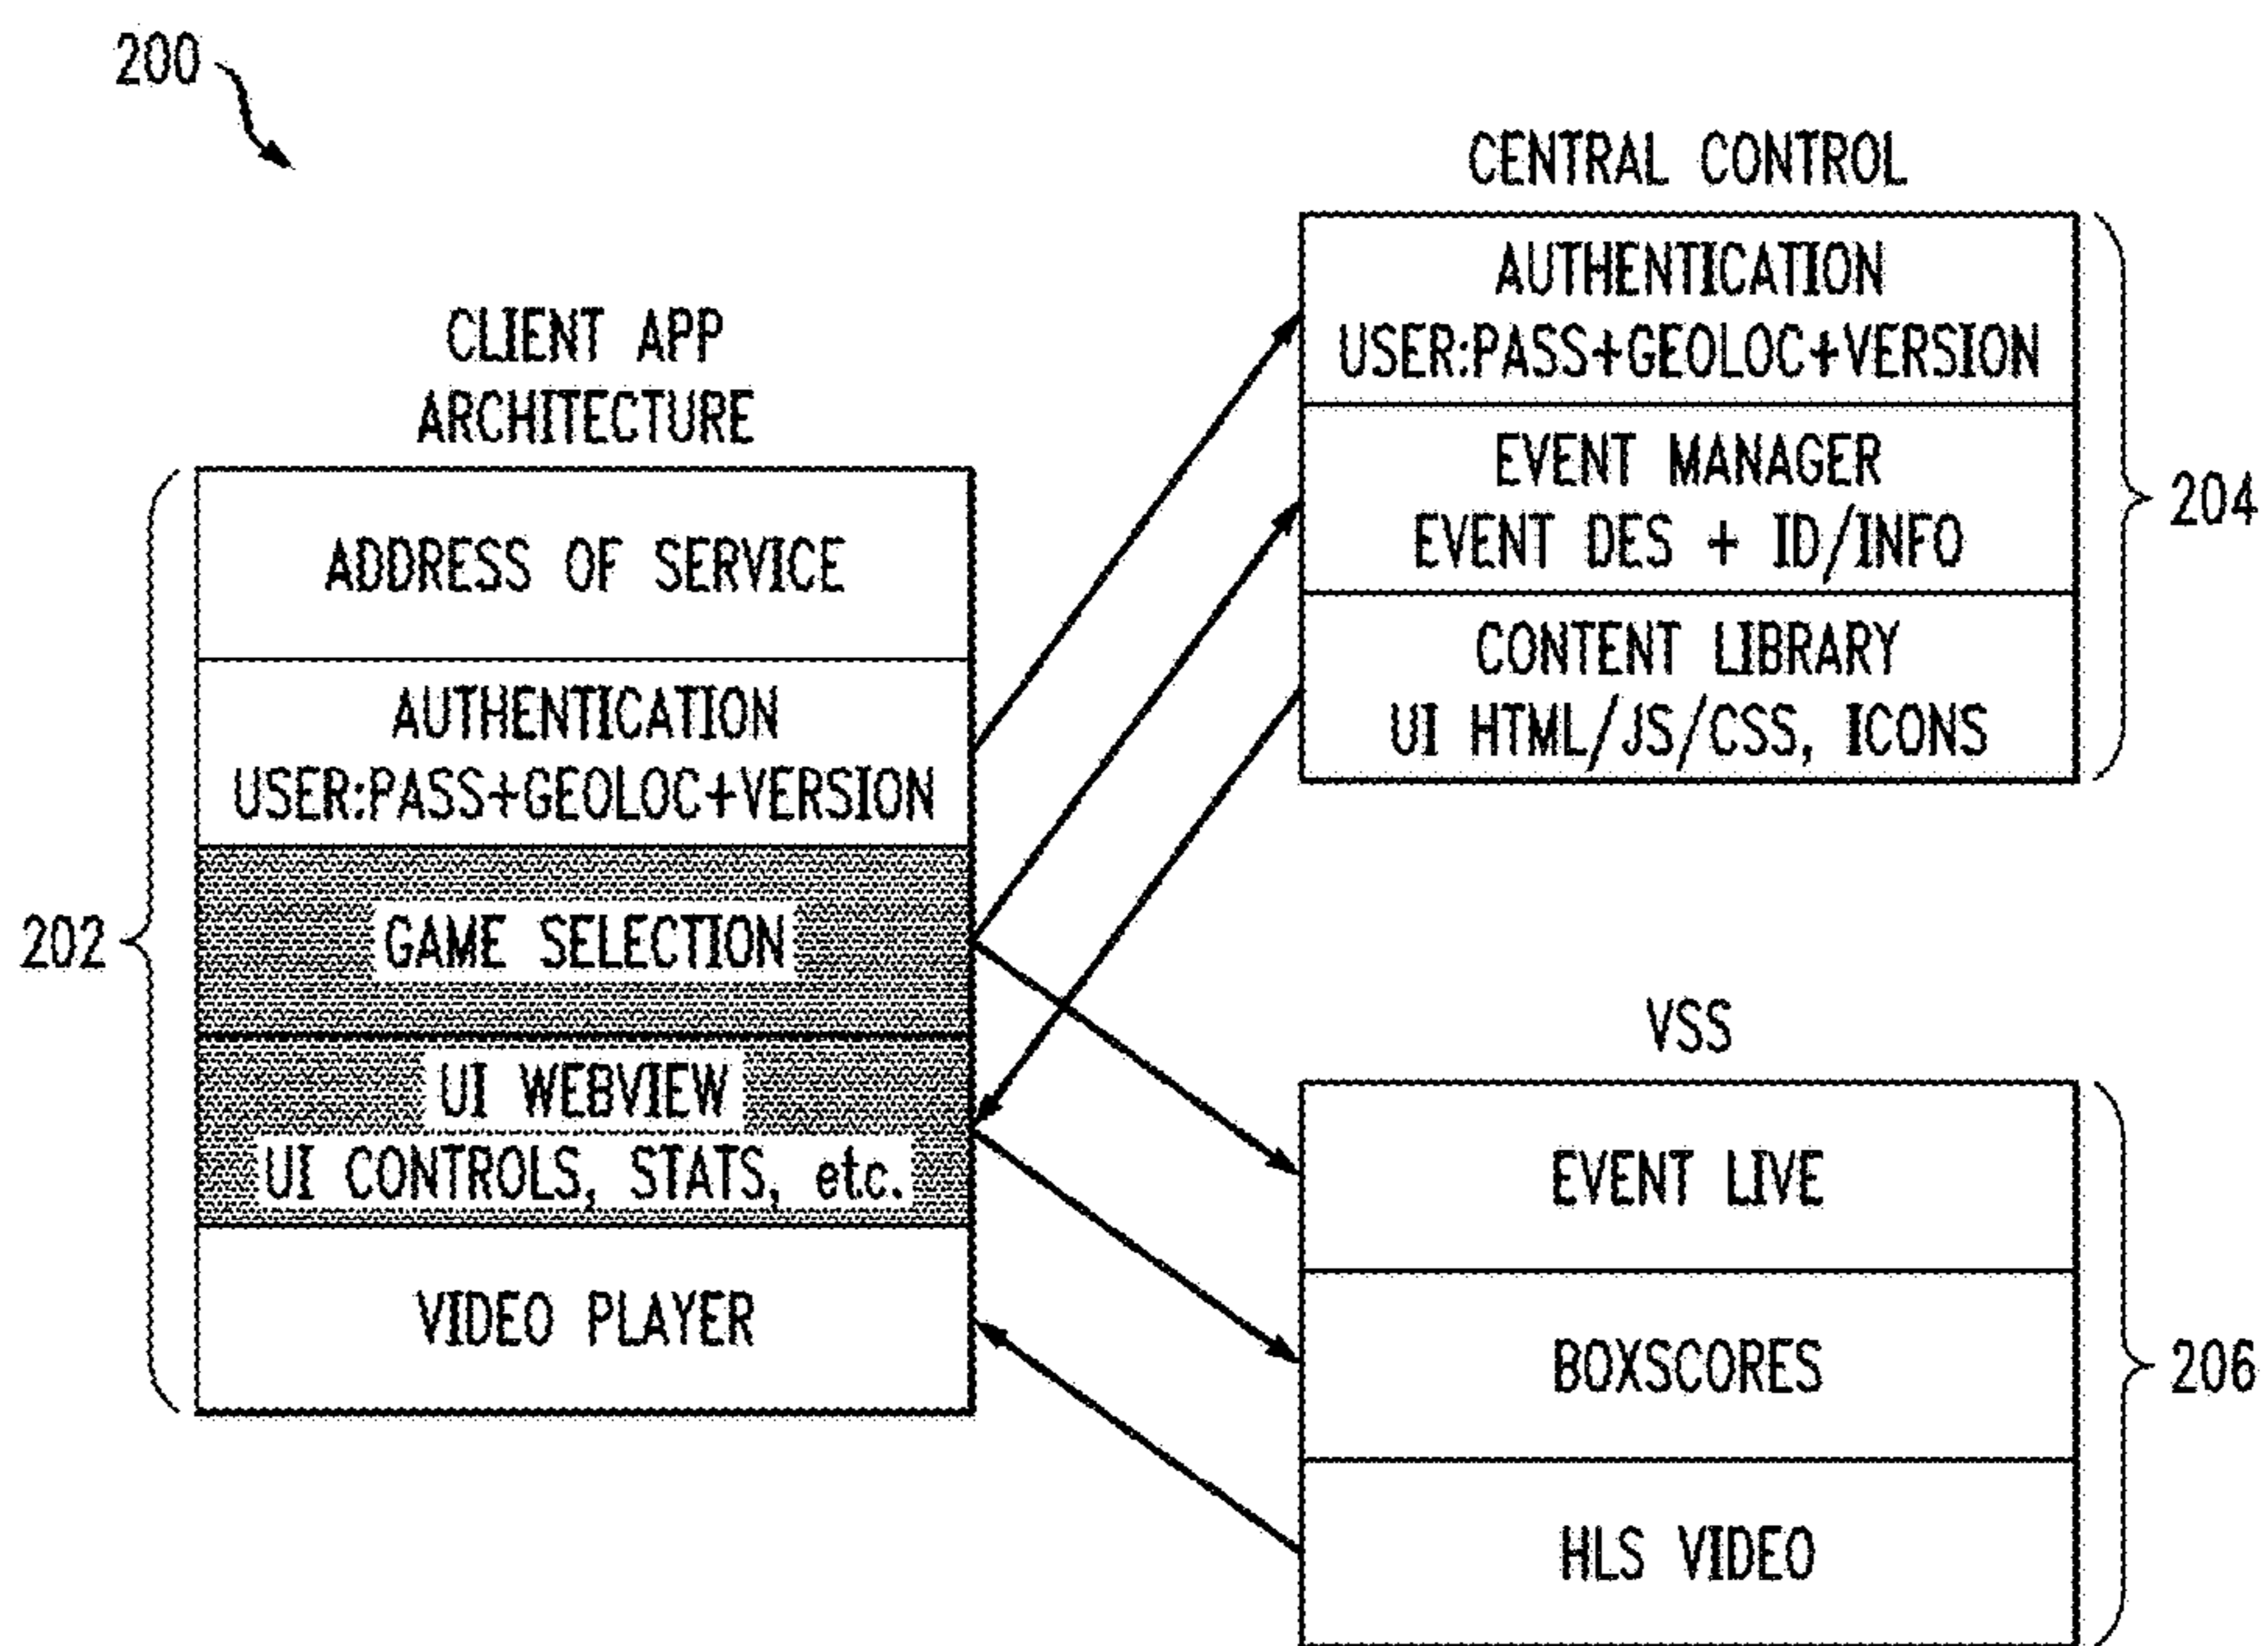 200
CLIENT APP
ARCHITECTURE
202
ADDRESS OF SERVICE
AUTHENTICATION
USER:PASS+GEOLOC+VERSION
GAME SELECTION
UI WEBVIEW
UI CONTROLS, STATS, etc.
VIDEO PLAYER
CENTRAL CONTROL
AUTHENTICATION
USER:PASS+GEOLOC+VERSION
EVENT MANAGER
EVENT DES + ID/INFO
CONTENT LIBRARY
UI HTML/JS/CSS, ICONS
204
VSS
EVENT LIVE
BOXSCORES
HLS VIDEO
206